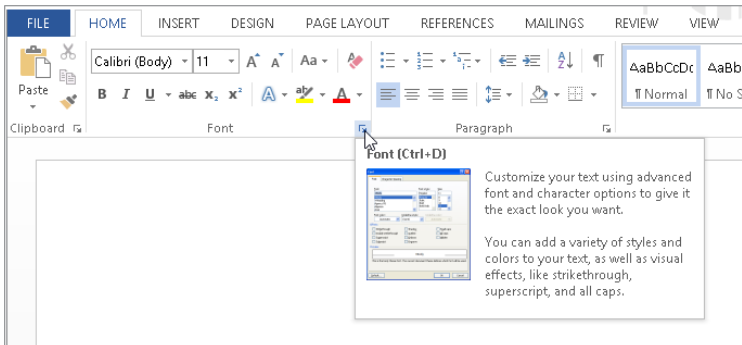 FILE HOME INSERT DESIGN PAGE LAYOUT REFERENCES MAILINGS REVIEW VIEW
Calibri (Body) 11 A A Aa
Paste
B I U abc X₂ X² A aby A
AaBbCcDc AaBb
¶ Normal ¶ No S
Clipboard Font Paragraph
Font (Ctrl+D)
Customize your text using advanced
font and character options to give it
the exact look you want.
You can add a variety of styles and
colors to your text, as well as visual
effects, like strikethrough,
superscript, and all caps.